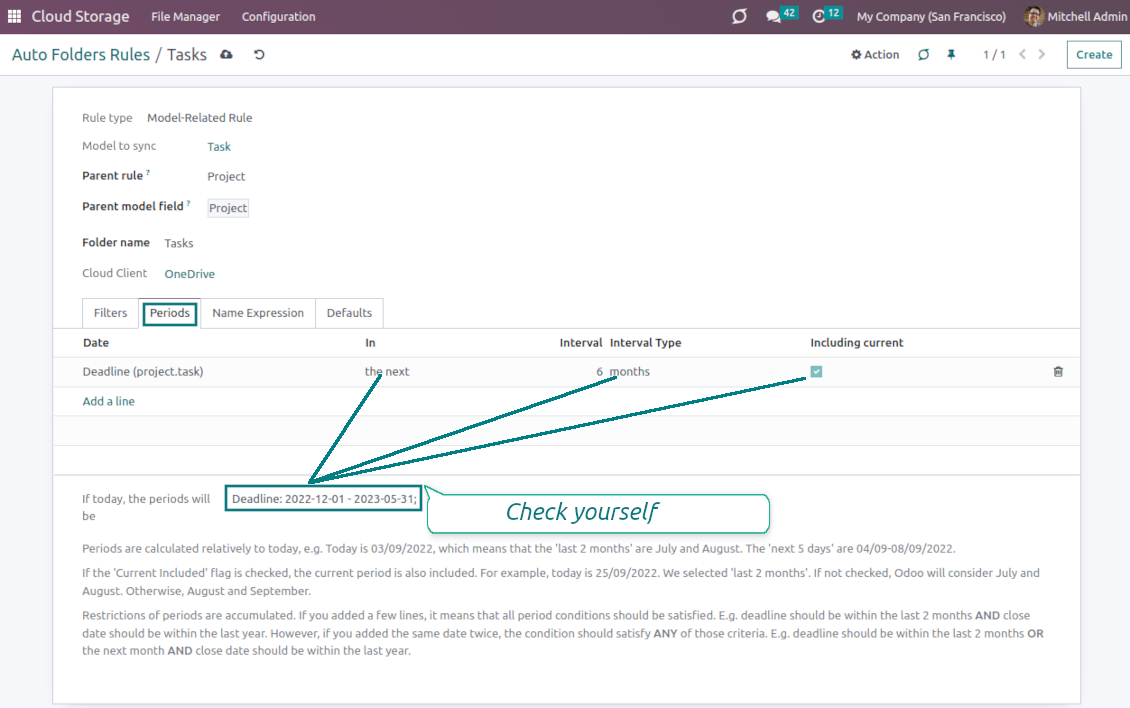 Cloud Storage File Manager Configuration 42 12 My Company (San Francisco) Mitchell Admin
Auto Folders Rules / Tasks Action 1 / 1 Create
Rule type Model-Related Rule
Model to sync Task
Parent rule ? Project
Parent model field ? Project
Folder name Tasks
Cloud Client OneDrive
Filters Periods Name Expression Defaults
Date In Interval Interval Type Including current
Deadline (project.task) the next 6 months
Add a line
If today, the periods will
be
Deadline: 2022-12-01 - 2023-05-31;
Check yourself
Periods are calculated relatively to today, e.g. Today is 03/09/2022, which means that the 'last 2 months' are July and August. The 'next 5 days' are 04/09-08/09/2022.
If the 'Current Included' flag is checked, the current period is also included. For example, today is 25/09/2022. We selected 'last 2 months'. If not checked, Odoo will consider July and
August. Otherwise, August and September.
Restrictions of periods are accumulated. If you added a few lines, it means that all period conditions should be satisfied. E.g. deadline should be within the last 2 months AND close
date should be within the last year. However, if you added the same date twice, the condition should satisfy ANY of those criteria. E.g. deadline should be within the last 2 months OR
the next month AND close date should be within the last year.